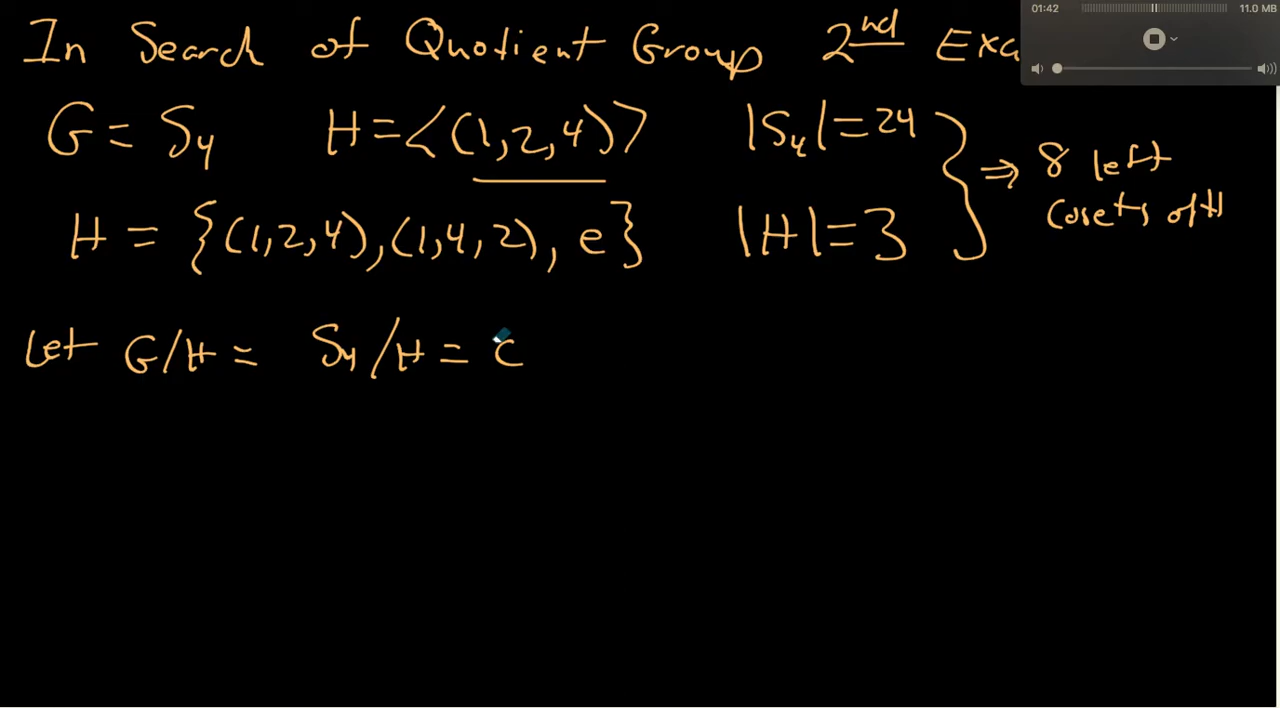 In Search of Quotient Group 2nd Exa
01:42 11.0 MB
G = S₄ H = ⟨(1,2,4)⟩ |S₄| = 24
⇒ 8 left cosets of H
H = {(1,2,4), (1,4,2), e} |H| = 3
Let G/H = S₄/H =